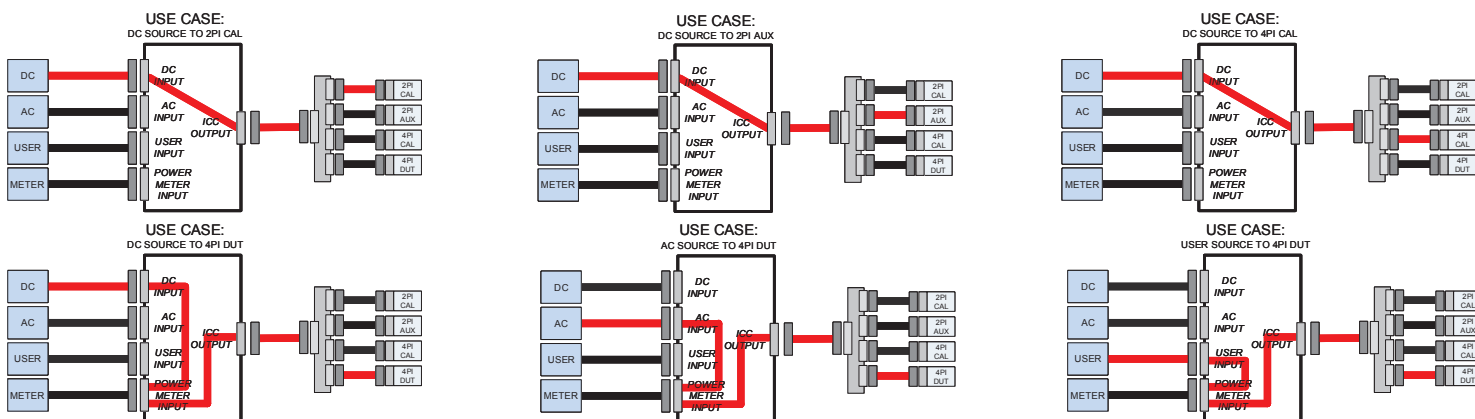 USE CASE:
DC SOURCE TO 2PI CAL
DC
AC
USER
METER
DC
INPUT
AC
INPUT
USER
INPUT
POWER
METER
INPUT
ICC
OUTPUT
2PI
CAL
2PI
AUX
4PI
CAL
4PI
DUT
USE CASE:
DC SOURCE TO 2PI AUX
DC
AC
USER
METER
DC
INPUT
AC
INPUT
USER
INPUT
POWER
METER
INPUT
ICC
OUTPUT
2PI
CAL
2PI
AUX
4PI
CAL
4PI
DUT
USE CASE:
DC SOURCE TO 4PI CAL
DC
AC
USER
METER
DC
INPUT
AC
INPUT
USER
INPUT
POWER
METER
INPUT
ICC
OUTPUT
2PI
CAL
2PI
AUX
4PI
CAL
4PI
DUT
USE CASE:
DC SOURCE TO 4PI DUT
DC
AC
USER
METER
DC
INPUT
AC
INPUT
USER
INPUT
POWER
METER
INPUT
ICC
OUTPUT
2PI
CAL
2PI
AUX
4PI
CAL
4PI
DUT
USE CASE:
AC SOURCE TO 4PI DUT
DC
AC
USER
METER
DC
INPUT
AC
INPUT
USER
INPUT
POWER
METER
INPUT
ICC
OUTPUT
2PI
CAL
2PI
AUX
4PI
CAL
4PI
DUT
USE CASE:
USER SOURCE TO 4PI DUT
DC
AC
USER
METER
DC
INPUT
AC
INPUT
USER
INPUT
POWER
METER
INPUT
ICC
OUTPUT
2PI
CAL
2PI
AUX
4PI
CAL
4PI
DUT